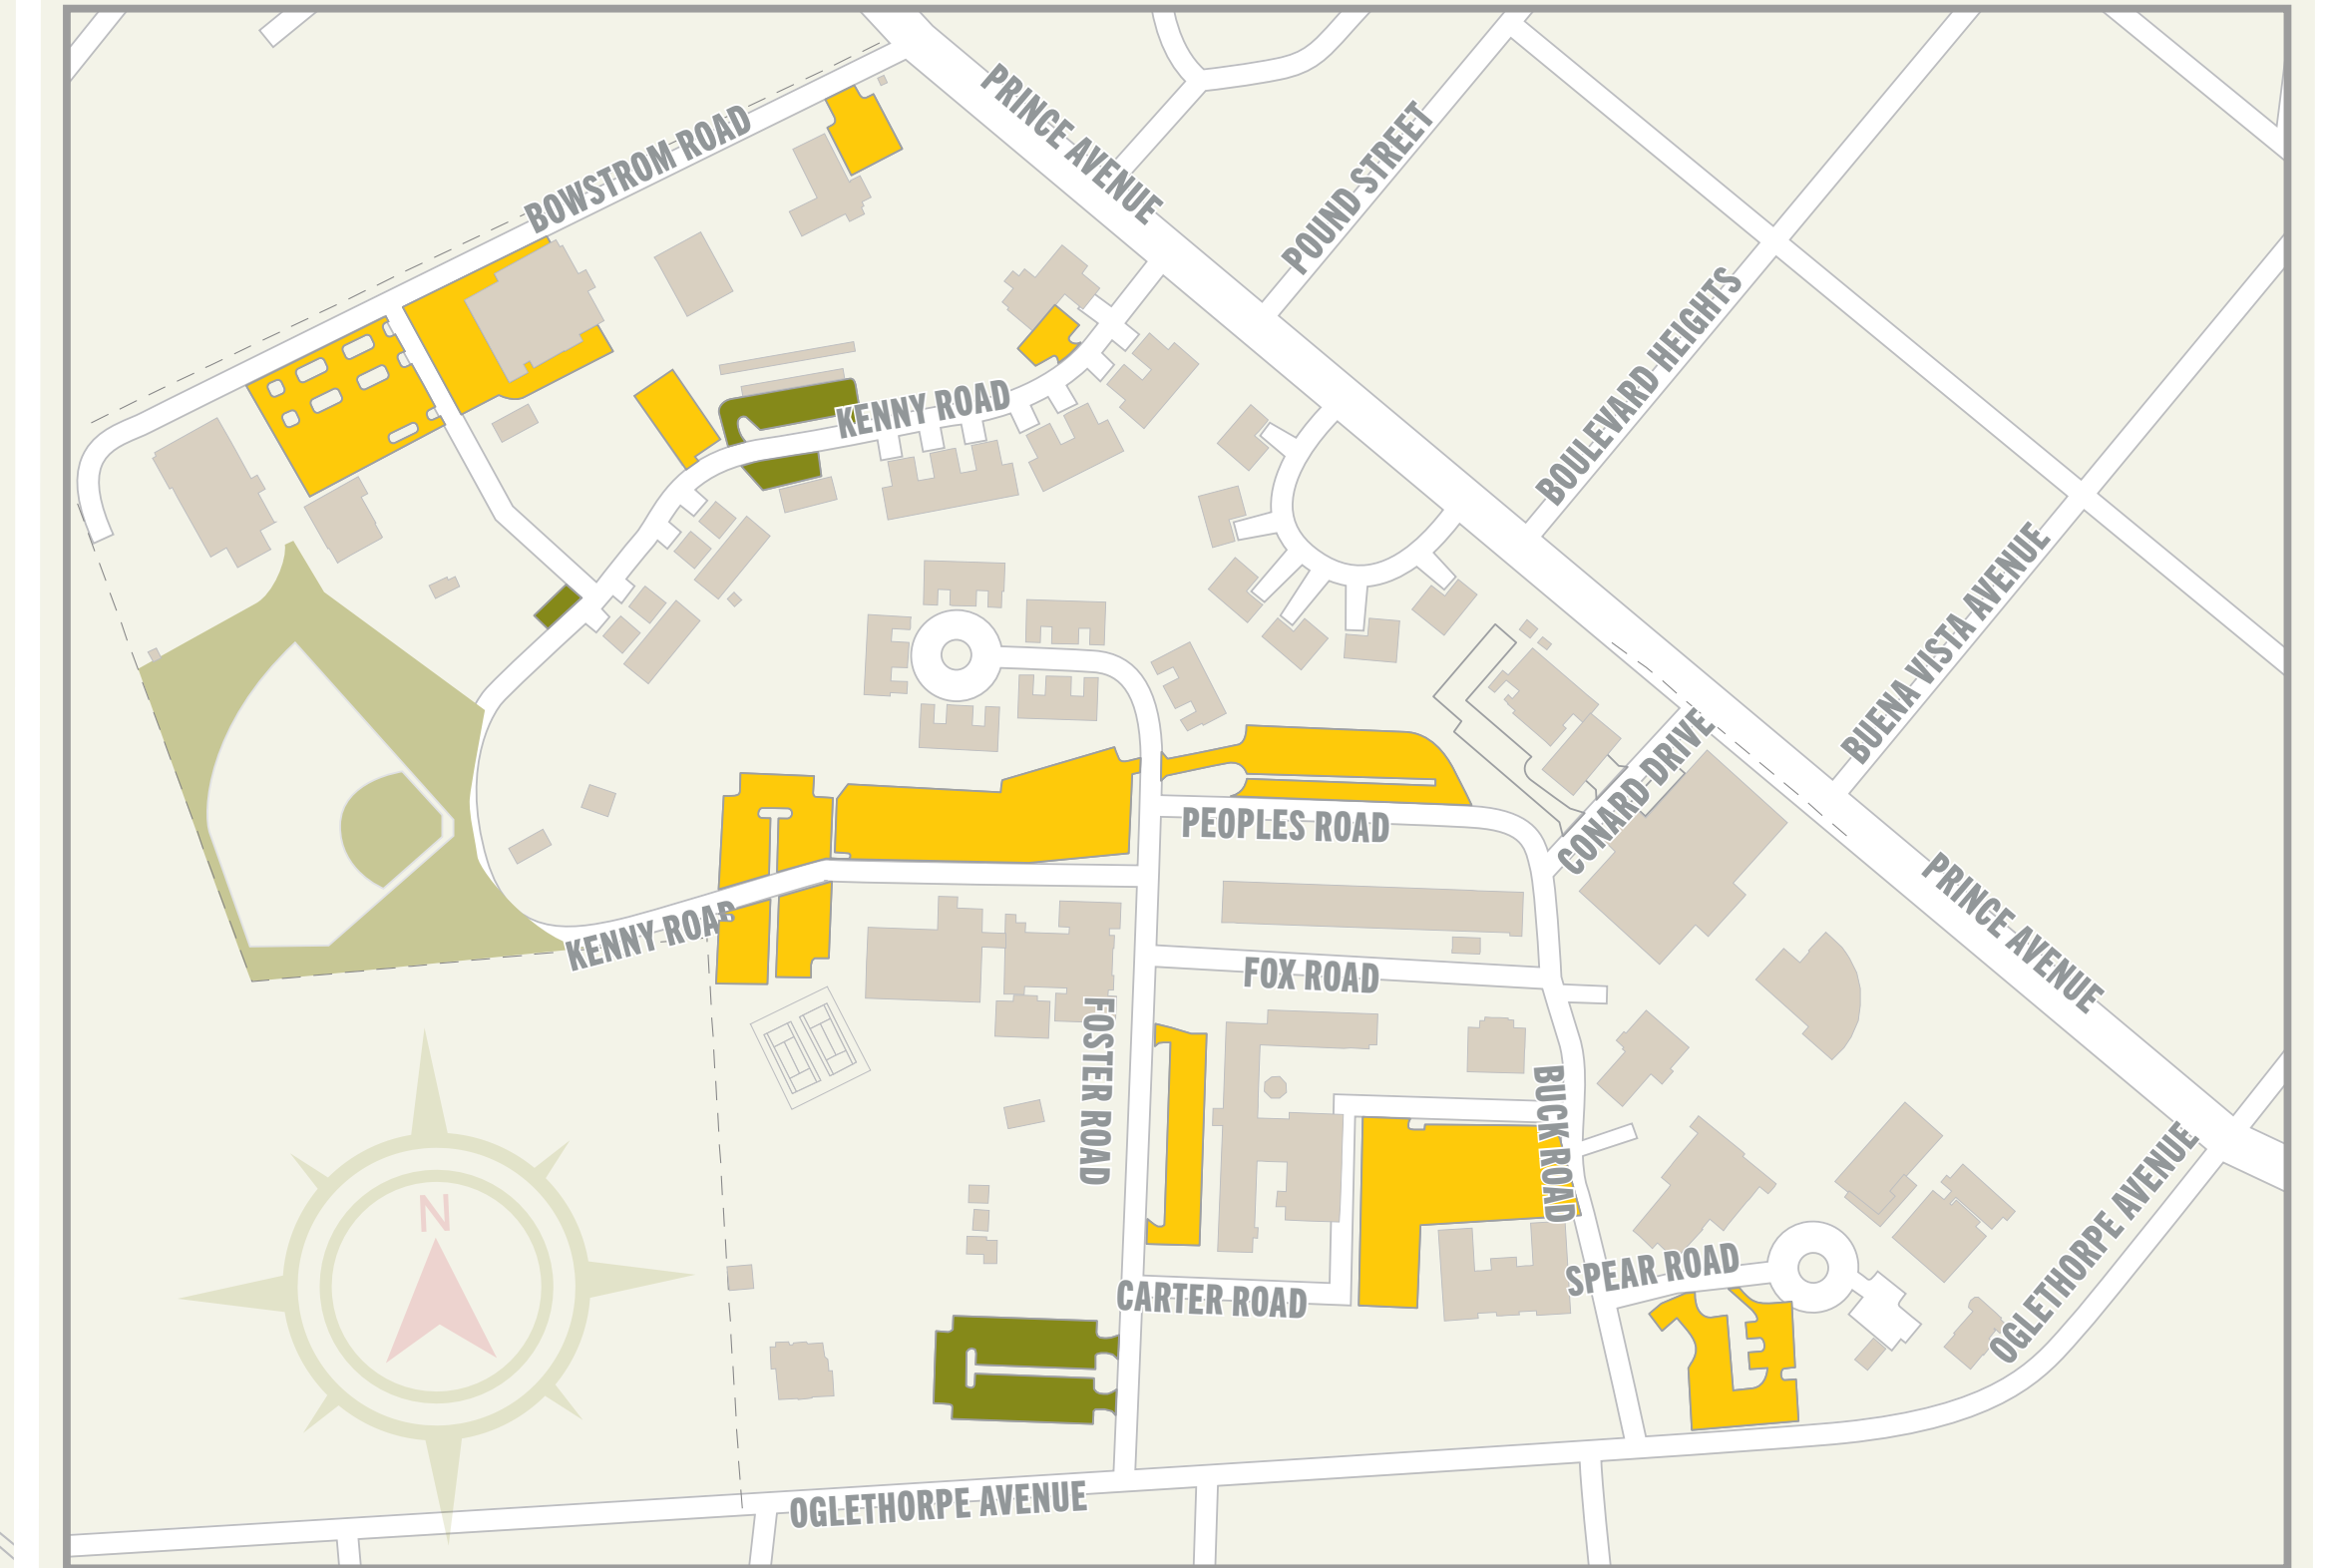 PRINCE AVENUE
BOWSTROM ROAD
POUND STREET
BOULEVARD HEIGHTS
KENNY ROAD
BUENA VISTA AVENUE
CONARD DRIVE
PEOPLES ROAD
PRINCE AVENUE
KENNY ROAD
FOX ROAD
FOSTER ROAD
BUCK ROAD
N
SPEAR ROAD
OGLETHORPE AVENUE
CARTER ROAD
OGLETHORPE AVENUE